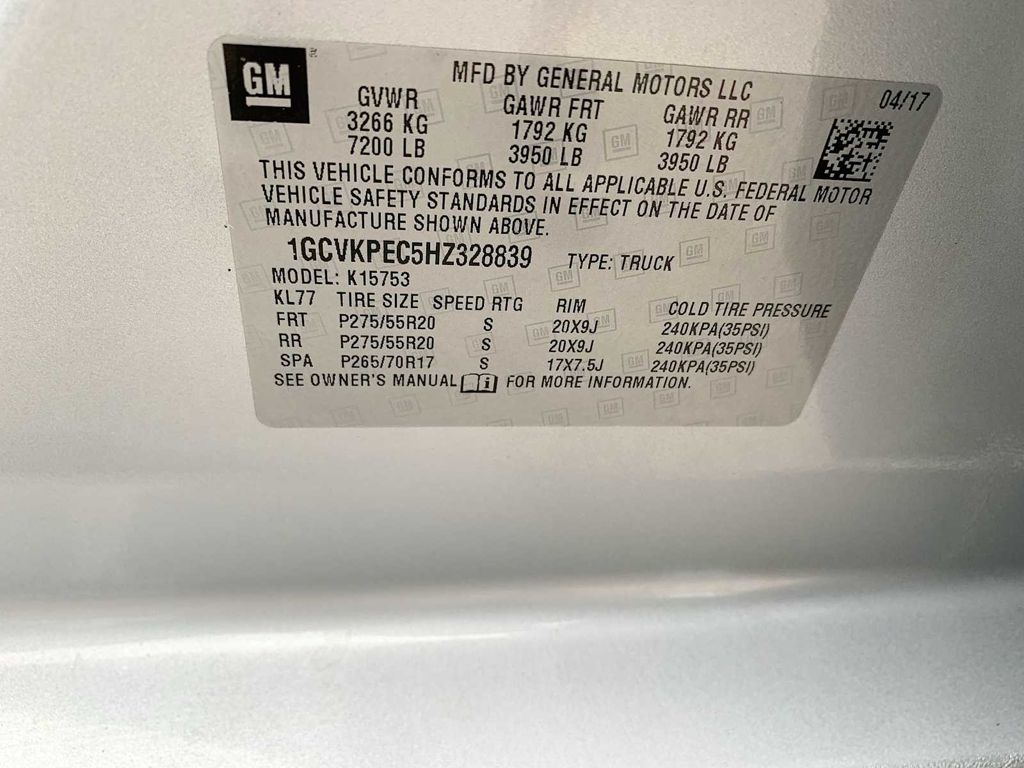 GM
MFD BY GENERAL MOTORS LLC
04/17
GVWR GAWR FRT GAWR RR
3266 KG 1792 KG 1792 KG
7200 LB 3950 LB 3950 LB
THIS VEHICLE CONFORMS TO ALL APPLICABLE U.S. FEDERAL MOTOR
VEHICLE SAFETY STANDARDS IN EFFECT ON THE DATE OF
MANUFACTURE SHOWN ABOVE.
1GCVKPEC5HZ328839 TYPE: TRUCK
MODEL: K15753
KL77 TIRE SIZE SPEED RTG RIM COLD TIRE PRESSURE
FRT P275/55R20 S 20X9J 240KPA(35PSI)
RR P275/55R20 S 20X9J 240KPA(35PSI)
SPA P265/70R17 S 17X7.5J 240KPA(35PSI)
SEE OWNER'S MANUAL FOR MORE INFORMATION.